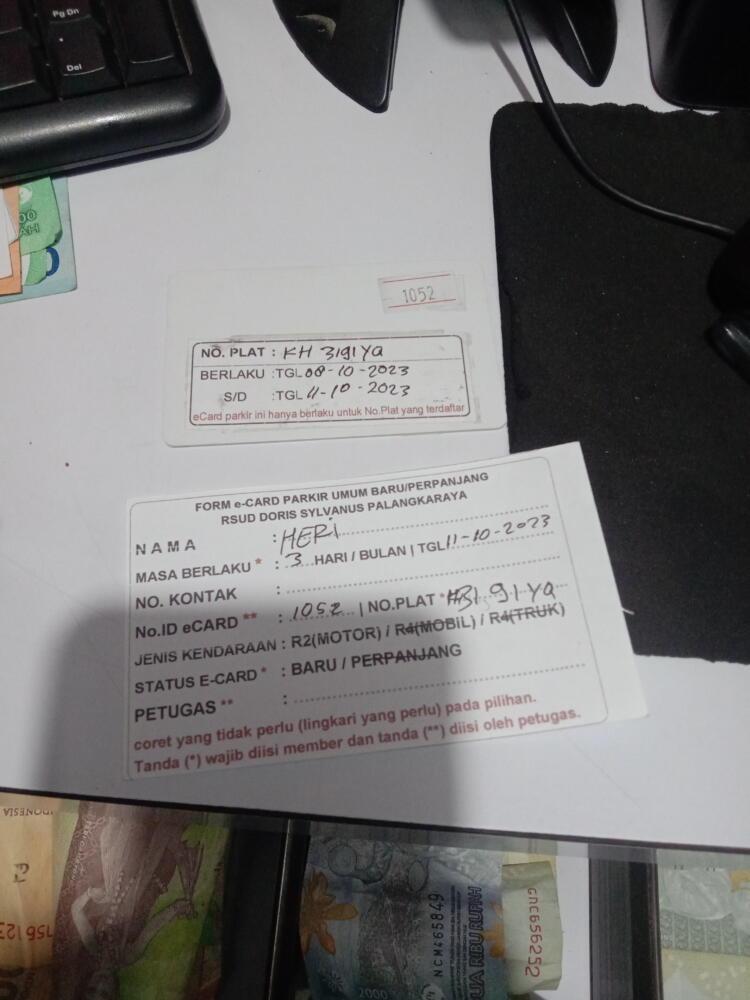 Pg Dn
Del
1052
NO. PLAT : KH 3191 YQ
BERLAKU : TGL 08-10-2023
S/D : TGL 11-10-2023
eCard parkir ini hanya berlaku untuk No.Plat yang terdaftar
FORM e-CARD PARKIR UMUM BARU/PERPANJANG
RSUD DORIS SYLVANUS PALANGKARAYA
NAMA : HERI
MASA BERLAKU * : 3 HARI / BULAN | TGL 11-10-2023
NO. KONTAK :
No.ID eCARD ** : 1052 | NO.PLAT * 3191 YQ
JENIS KENDARAAN : R2(MOTOR) / R4(MOBIL) / R4(TRUK)
STATUS E-CARD * : BARU / PERPANJANG
PETUGAS ** :
coret yang tidak perlu (lingkari yang perlu) pada pilihan.
Tanda (*) wajib diisi member dan tanda (**) diisi oleh petugas.
NCM465849
GNC656252
2000